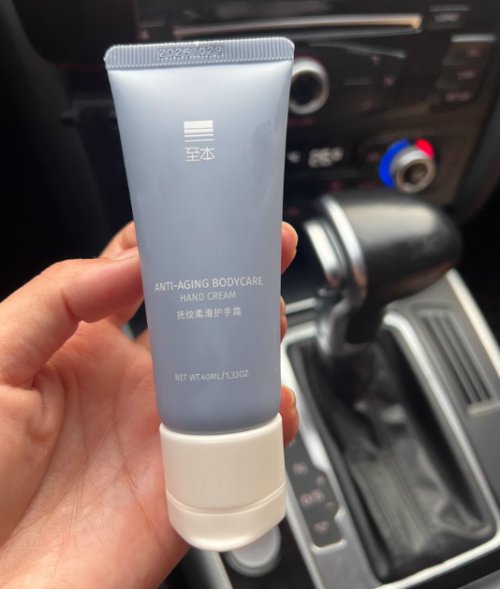 20261029
至本
ANTI-AGING BODYCARE
HAND CREAM
抚纹柔滑护手霜
NET WT.40ML/1.33OZ.